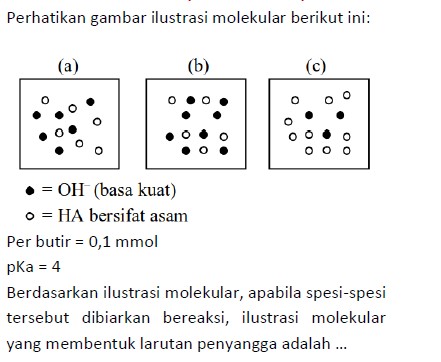 Perhatikan gambar ilustrasi molekular berikut ini:
(a) (b) (c)
● = OH⁻ (basa kuat)
○ = HA bersifat asam
Per butir = 0,1 mmol
pKa = 4
Berdasarkan ilustrasi molekular, apabila spesi-spesi
tersebut dibiarkan bereaksi, ilustrasi molekular
yang membentuk larutan penyangga adalah ...